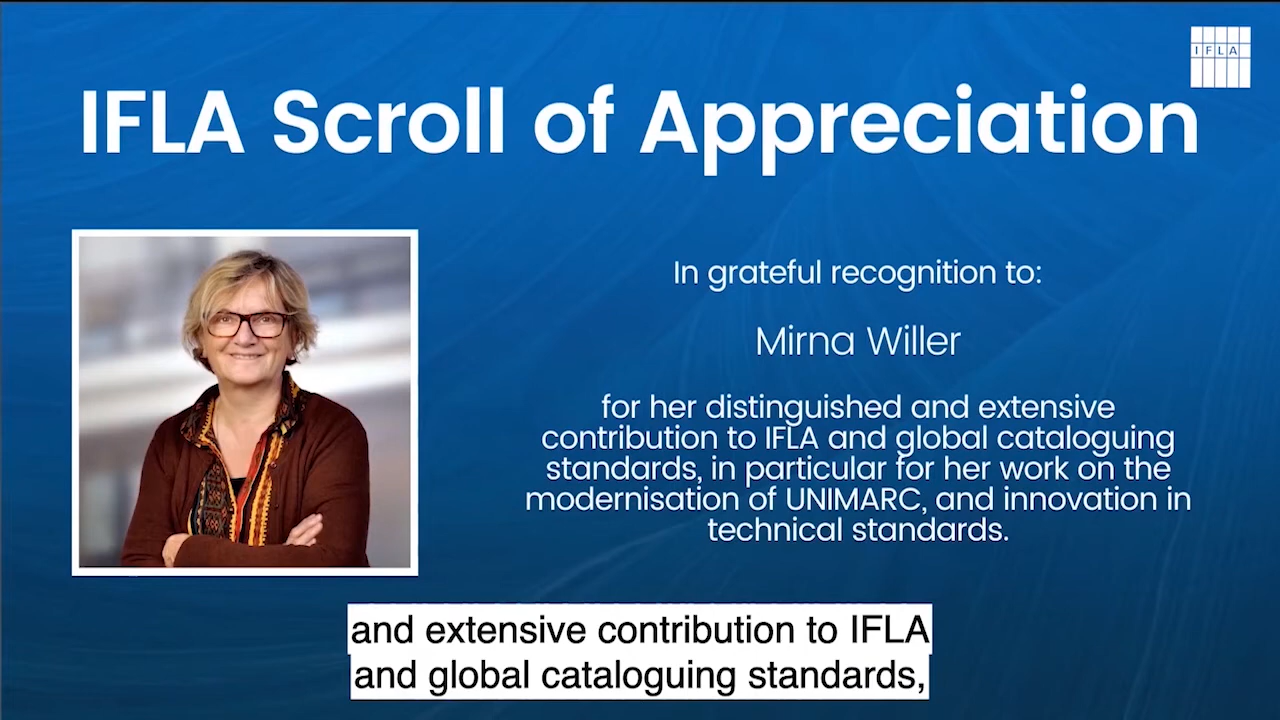 IFLA
IFLA Scroll of Appreciation
In grateful recognition to:
Mirna Willer
for her distinguished and extensive
contribution to IFLA and global cataloguing
standards, in particular for her work on the
modernisation of UNIMARC, and innovation in
technical standards.
and extensive contribution to IFLA
and global cataloguing standards,